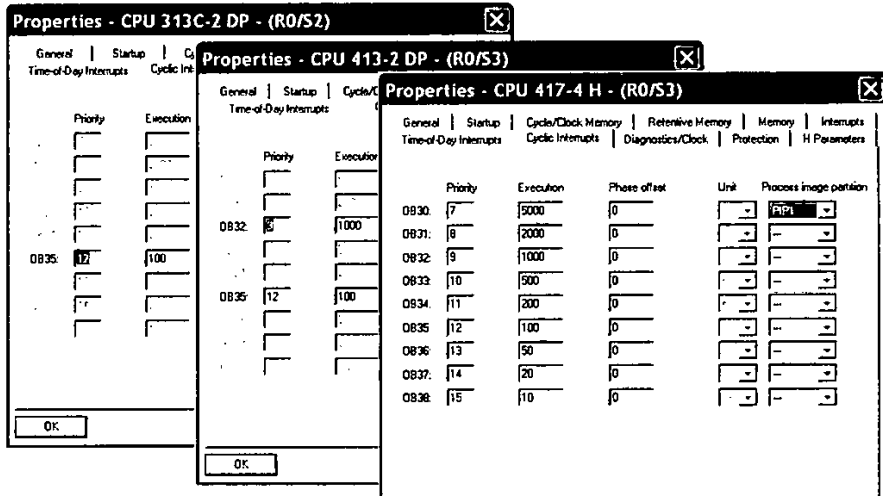 Properties - CPU 313C-2 DP - (R0/S2)
General Startup
Time-of-Day Interrupts Cyclic Int
Priority Execution
OB35: 12 100
OK
Properties - CPU 413-2 DP - (R0/S3)
General Startup Cycle/C
Time-of-Day Interrupts
Priority Execution
OB32: 1000
OB35: 12 100
OK
Properties - CPU 417-4 H - (R0/S3)
General Startup Cycle/Clock Memory Retentive Memory Memory Interrupts
Time-of-Day Interrupts Cyclic Interrupts Diagnostics/Clock Protection H Parameters
Priority Execution Phase offset Unit Process image partition
OB30: 7 5000 0 PIP1
OB31: 8 2000 0 ---
OB32: 9 1000 0 ---
OB33: 10 500 0 ---
OB34: 11 200 0 ---
OB35: 12 100 0 ---
OB36: 13 50 0 ---
OB37: 14 20 0 ---
OB38: 15 10 0 ---